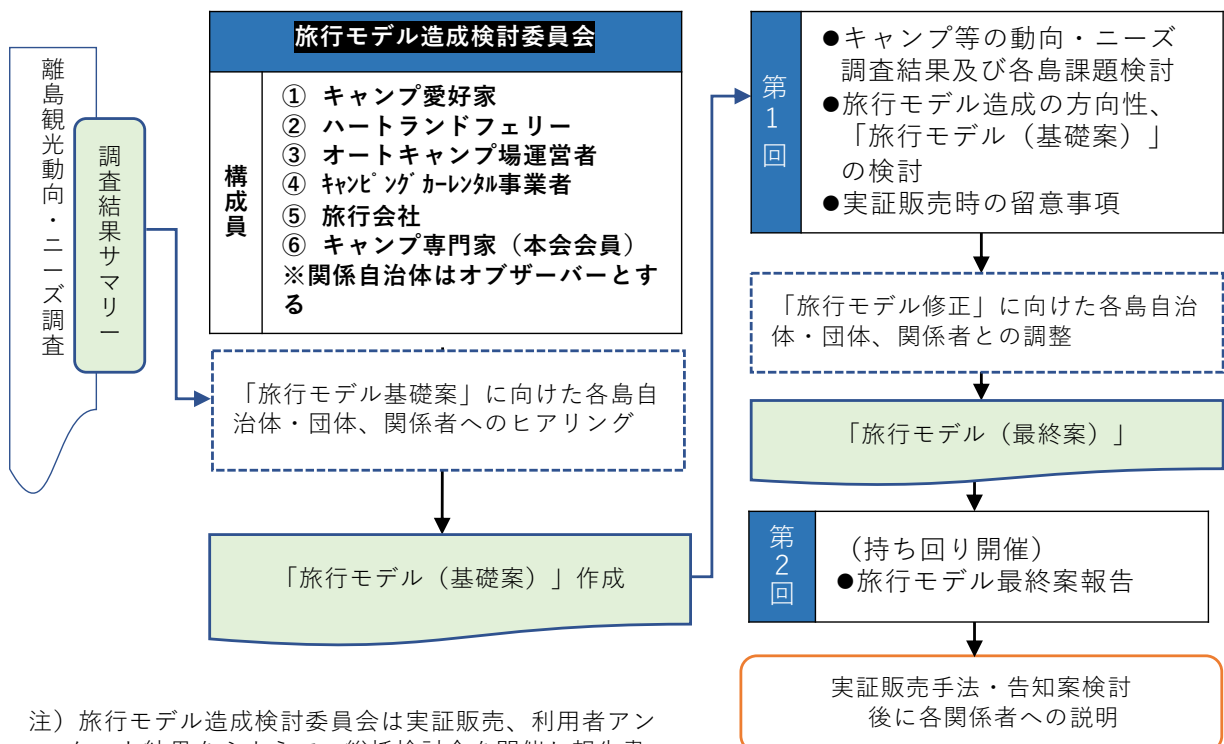 離島観光動向・ニーズ調査
調査結果サマリー
旅行モデル造成検討委員会
構成員
① キャンプ愛好家
② ハートランドフェリー
③ オートキャンプ場運営者
④ ｷｬﾝﾋﾟﾝｸﾞｶｰﾚﾝﾀﾙ事業者
⑤ 旅行会社
⑥ キャンプ専門家（本会会員）
※関係自治体はオブザーバーとす
る
「旅行モデル基礎案」に向けた各島自
治体・団体、関係者へのヒアリング
「旅行モデル（基礎案）」作成
第1回
●キャンプ等の動向・ニーズ
調査結果及び各島課題検討
●旅行モデル造成の方向性、
「旅行モデル（基礎案）」
の検討
●実証販売時の留意事項
「旅行モデル修正」に向けた各島自治
体・団体、関係者との調整
「旅行モデル（最終案）」
第2回
（持ち回り開催）
●旅行モデル最終案報告
実証販売手法・告知案検討
後に各関係者への説明
注）旅行モデル造成検討委員会は実証販売、利用者アン